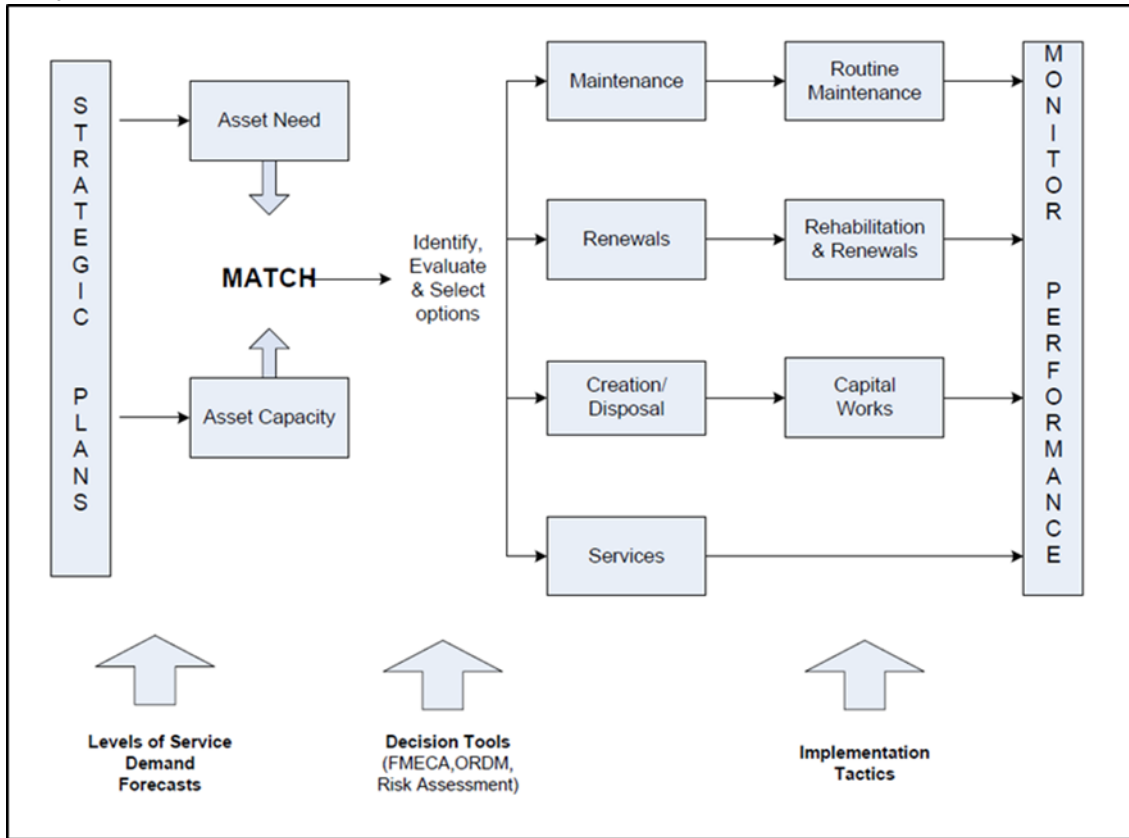 STRATEGIC PLANS
Asset Need
MATCH
Asset Capacity
Identify,
Evaluate
& Select
options
Maintenance
Routine
Maintenance
Renewals
Rehabilitation
& Renewals
Creation/
Disposal
Capital
Works
Services
MONITOR PERFORMANCE
Levels of Service
Demand
Forecasts
Decision Tools
(FMECA,ORDM,
Risk Assessment)
Implementation
Tactics